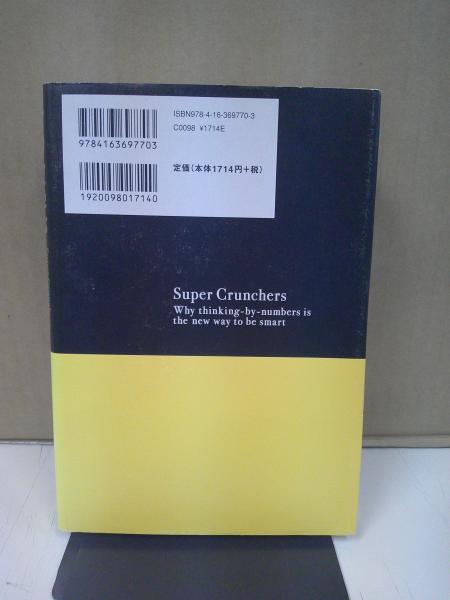 ISBN978-4-16-369770-3
C0098 ¥1714E
9784163697703
定価(本体1714円+税)
1920098017140
Super Crunchers
Why thinking-by-numbers is
the new way to be smart